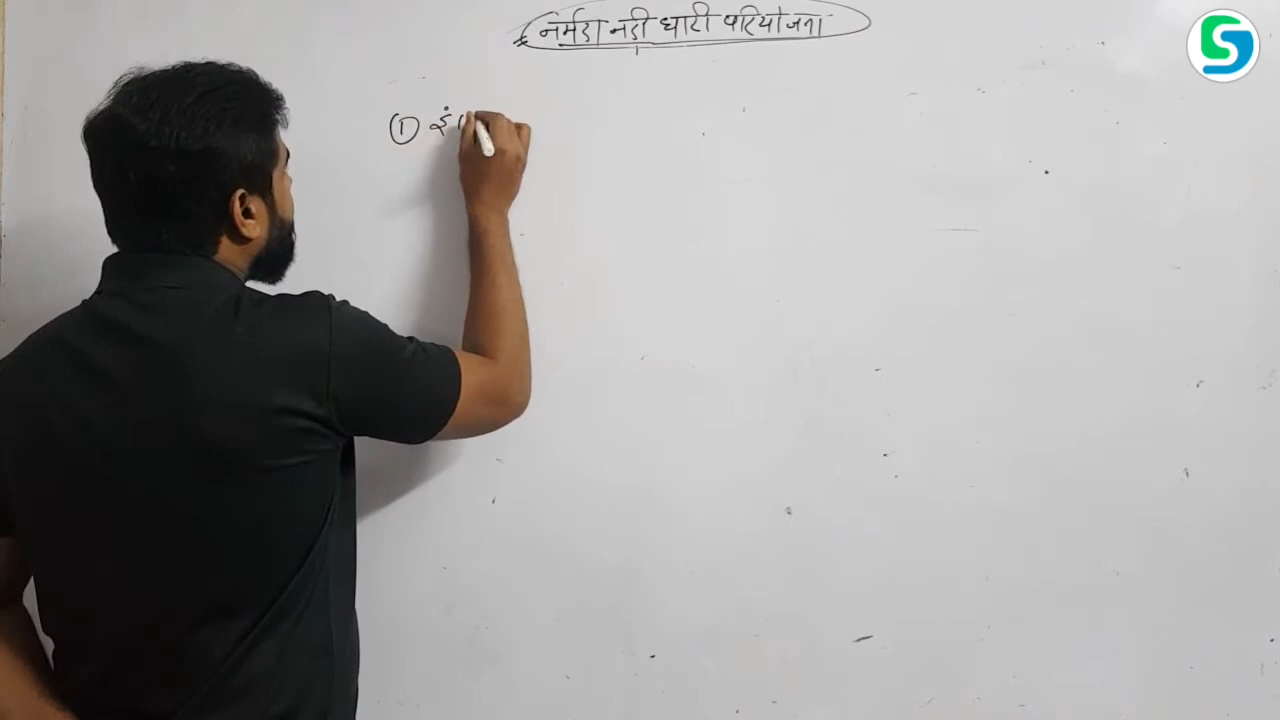 * नर्मदा नदी घाटी परियोजना
① इं